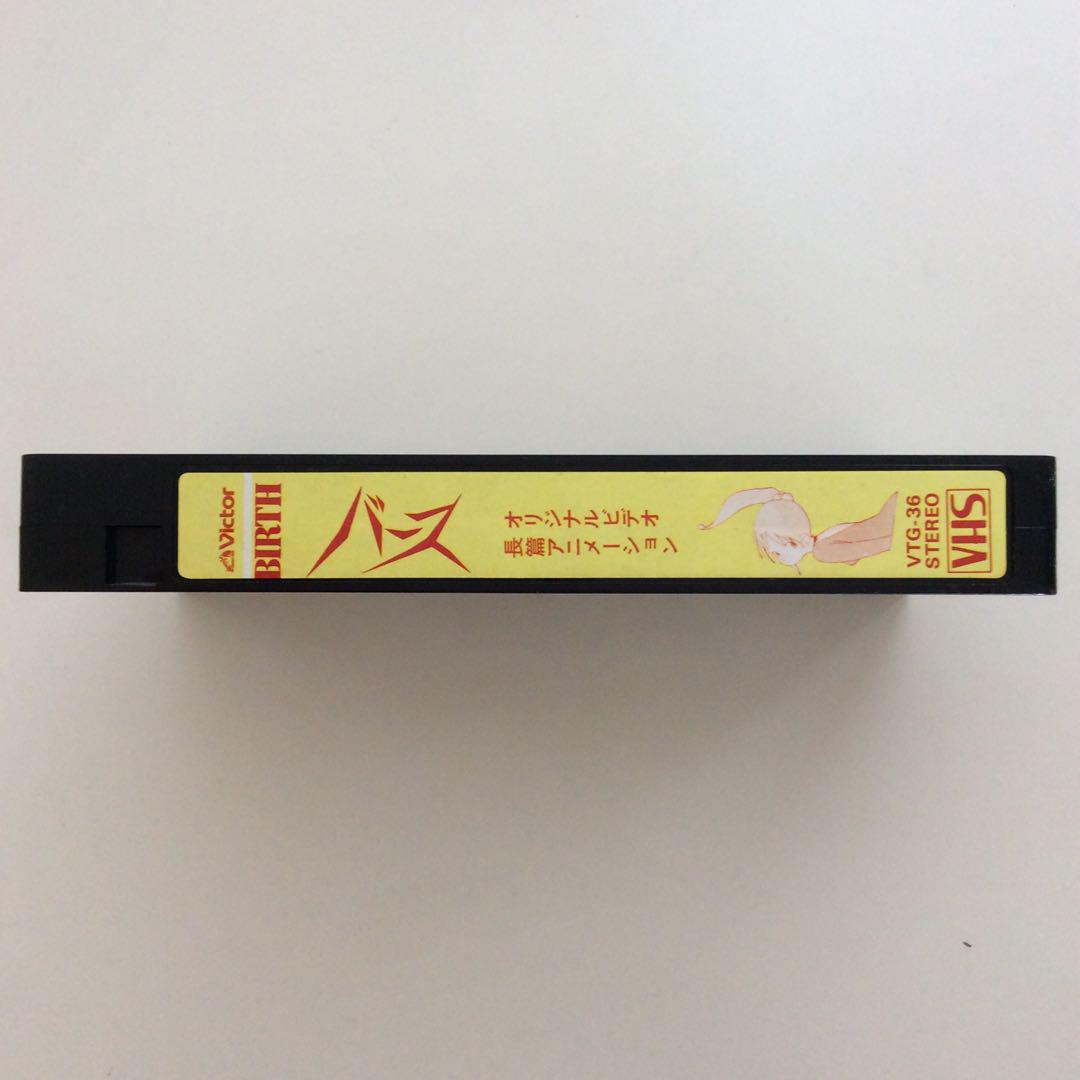 Victor
BIRTH
バース
オリジナルビデオ
長篇アニメーション
VTG-36
STEREO
VHS